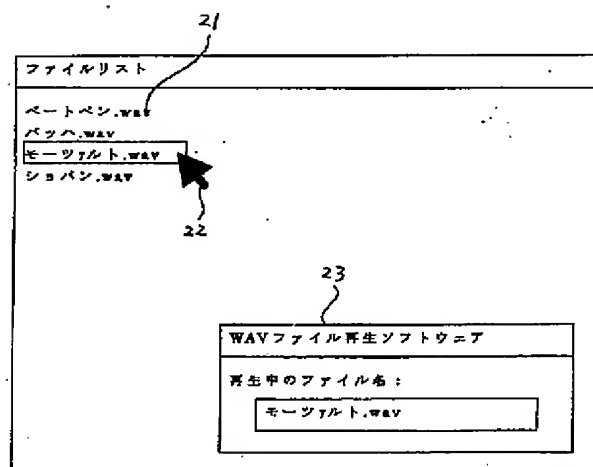 21
ファイルリスト
ベートベン.wav
バッハ.wav
モーツァルト.wav
ショパン.wav
22
23
WAVファイル再生ソフトウェア
再生中のファイル名：
モーツァルト.wav